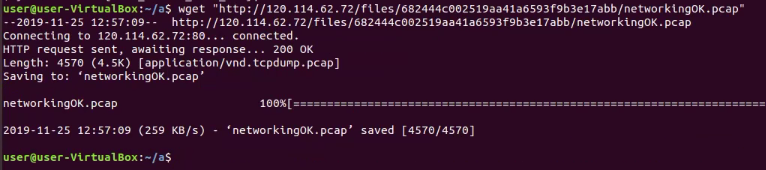 user@user-VirtualBox:~/a$ wget "http://120.114.62.72/files/682444c002519aa41a6593f9b3e17abb/networkingOK.pcap"
--2019-11-25 12:57:09--  http://120.114.62.72/files/682444c002519aa41a6593f9b3e17abb/networkingOK.pcap
Connecting to 120.114.62.72:80... connected.
HTTP request sent, awaiting response... 200 OK
Length: 4570 (4.5K) [application/vnd.tcpdump.pcap]
Saving to: ‘networkingOK.pcap’
networkingOK.pcap 100%[===========================================================================
2019-11-25 12:57:09 (259 KB/s) - ‘networkingOK.pcap’ saved [4570/4570]
user@user-VirtualBox:~/a$